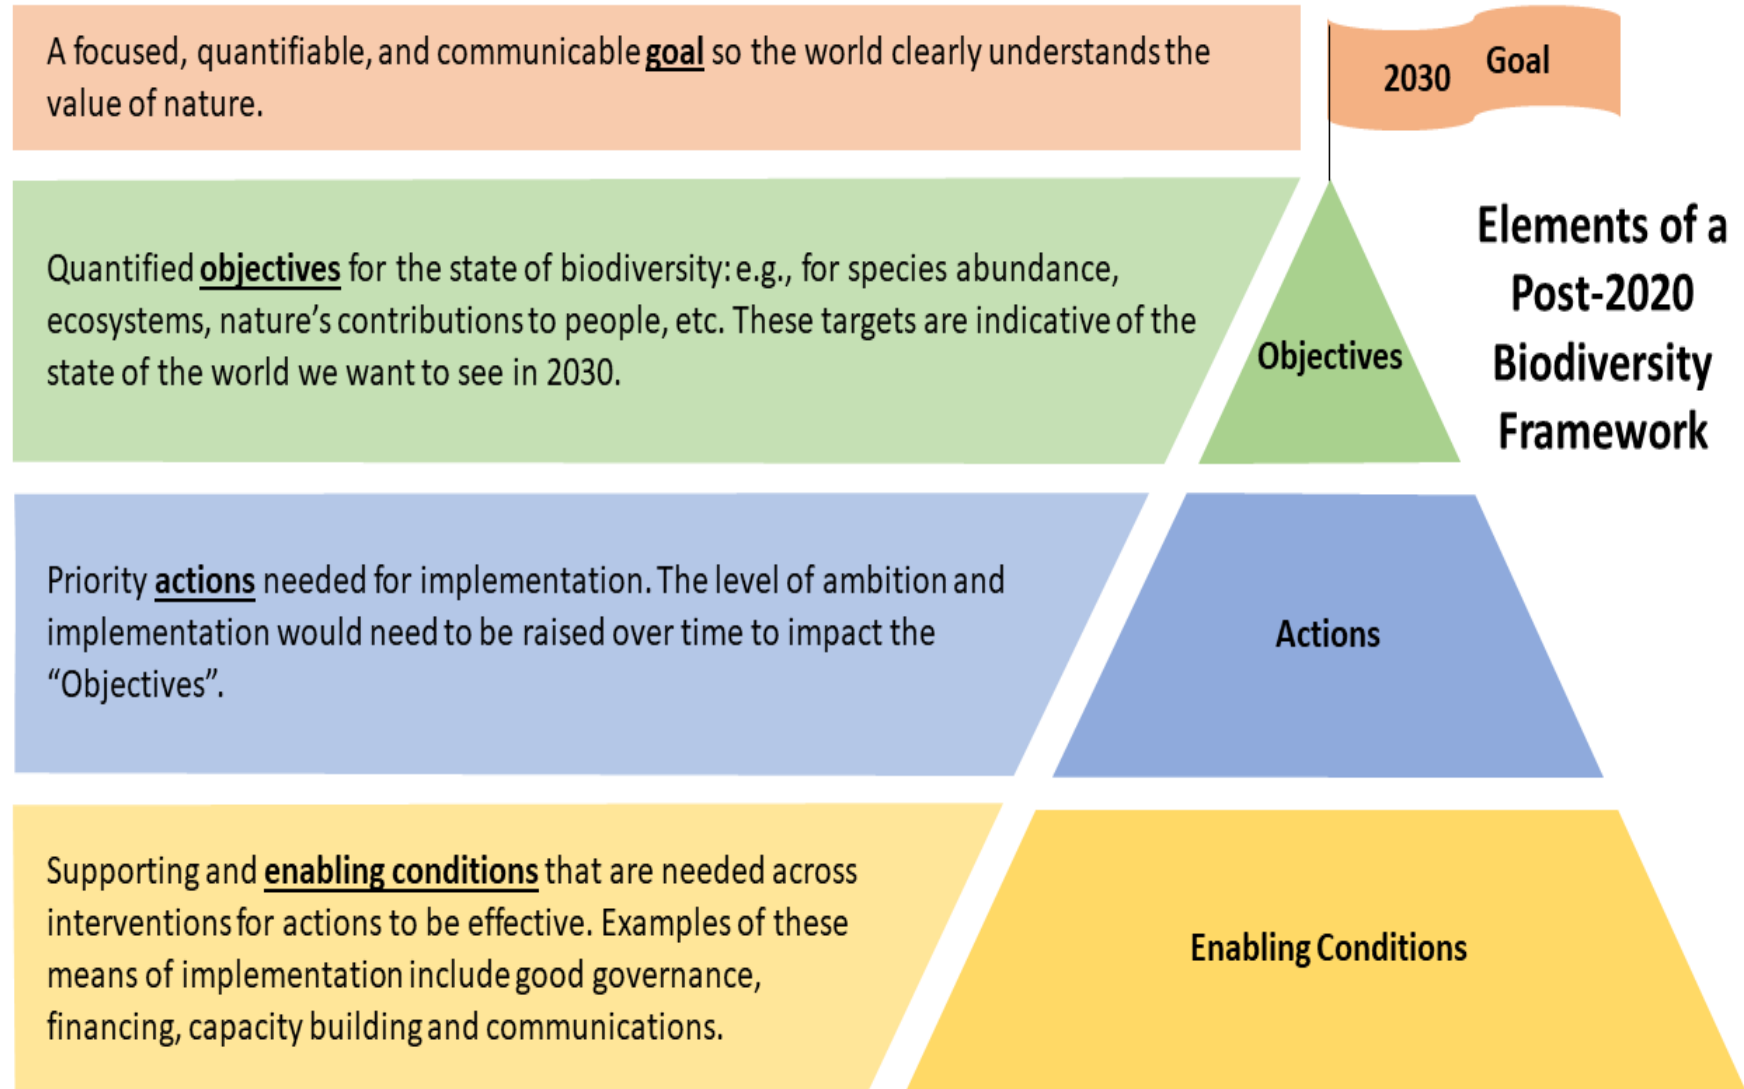 A focused, quantifiable, and communicable goal so the world clearly understands the
value of nature.
2030 Goal
Elements of a
Post-2020
Biodiversity
Framework
Quantified objectives for the state of biodiversity: e.g., for species abundance,
ecosystems, nature’s contributions to people, etc. These targets are indicative of the
state of the world we want to see in 2030.
Objectives
Priority actions needed for implementation. The level of ambition and
implementation would need to be raised over time to impact the
“Objectives”.
Actions
Supporting and enabling conditions that are needed across
interventions for actions to be effective. Examples of these
means of implementation include good governance,
financing, capacity building and communications.
Enabling Conditions